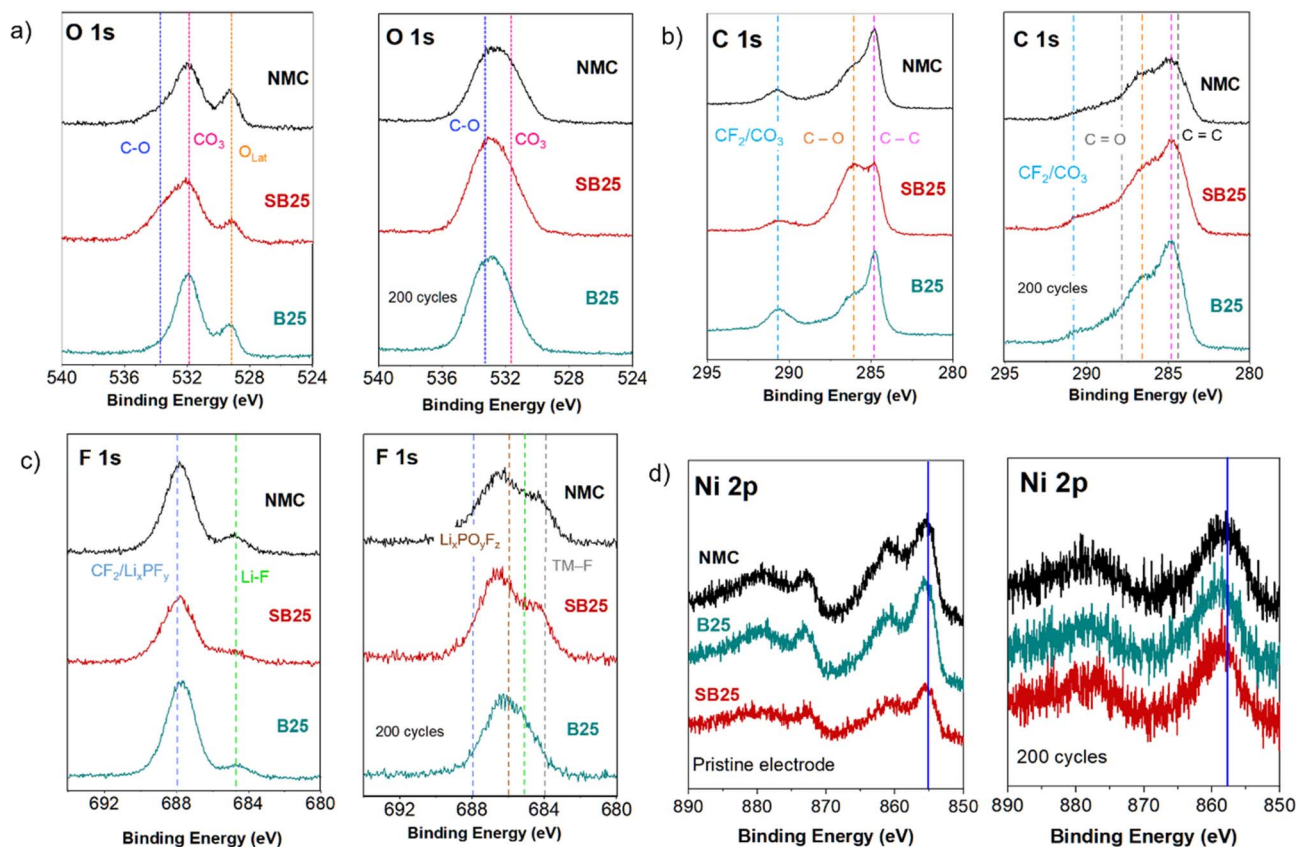 a)
O 1s
NMC
C-O
CO3
OLat
SB25
B25
540 536 532 528 524
Binding Energy (eV)
O 1s
NMC
C-O
CO3
SB25
200 cycles
B25
540 536 532 528 524
Binding Energy (eV)
b)
C 1s
NMC
CF2/CO3
C – O
C – C
SB25
B25
295 290 285 280
Binding Energy (eV)
C 1s
NMC
C = O
C = C
CF2/CO3
SB25
200 cycles
B25
295 290 285 280
Binding Energy (eV)
c)
F 1s
NMC
CF2/LixPFy
Li-F
SB25
B25
692 688 684 680
Binding Energy (eV)
F 1s
NMC
LixPOyFz
TM–F
SB25
200 cycles
B25
692 688 684 680
Binding Energy (eV)
d)
Ni 2p
NMC
B25
SB25
Pristine electrode
890 880 870 860 850
Binding Energy (eV)
Ni 2p
NMC
B25
SB25
200 cycles
890 880 870 860 850
Binding Energy (eV)